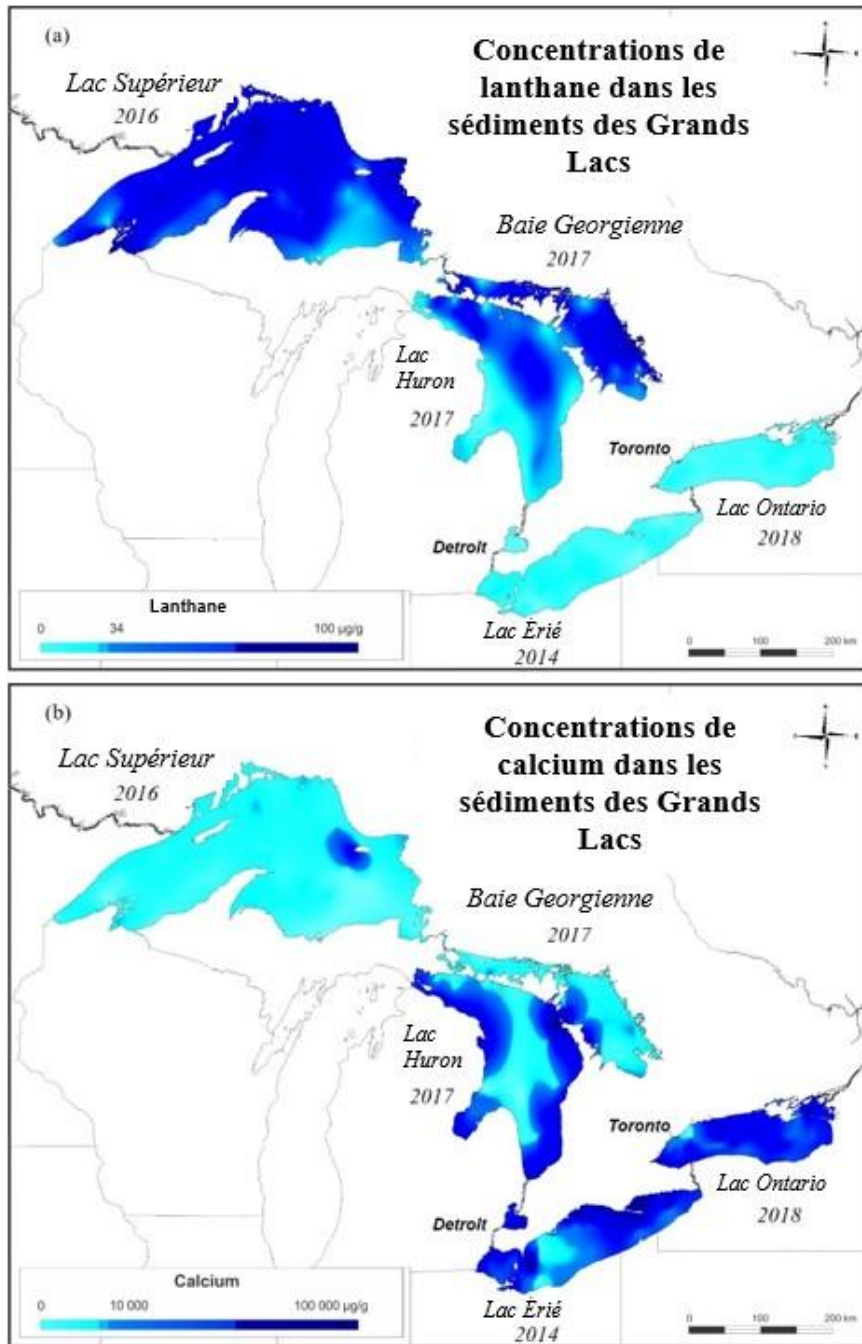 (a)
Concentrations de
lanthane dans les
sédiments des Grands
Lacs
Lac Supérieur
2016
Baie Georgienne
2017
Lac
Huron
2017
Toronto
Lac Ontario
2018
Detroit
Lac Érié
2014
Lanthane
0 34 100 µg/g
0 100 200 km
(b)
Concentrations de
calcium dans les
sédiments des Grands
Lacs
Lac Supérieur
2016
Baie Georgienne
2017
Lac
Huron
2017
Toronto
Lac Ontario
2018
Detroit
Lac Érié
2014
Calcium
0 10 000 100 000 µg/g
0 100 200 km